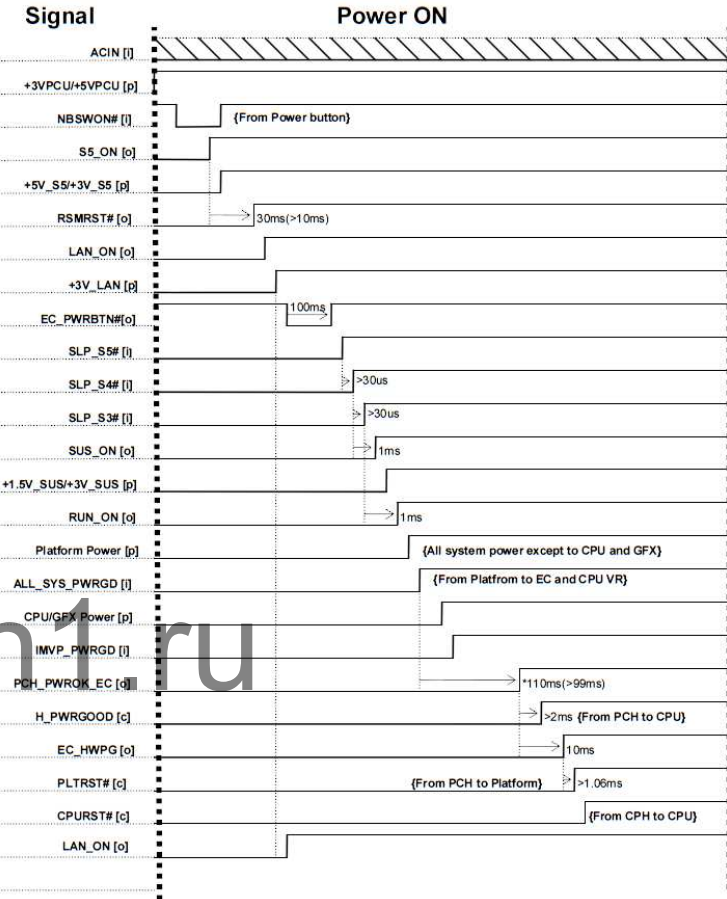 Signal Power ON
ACIN [i]
+3VPCU/+5VPCU [p]
NBSWON# [i] {From Power button}
S5_ON [o]
+5V_S5/+3V_S5 [p]
RSMRST# [o] 30ms(>10ms)
LAN_ON [o]
+3V_LAN [p]
100ms
EC_PWRBTN#[o]
SLP_S5# [i]
SLP_S4# [i] >30us
SLP_S3# [i] >30us
SUS_ON [o] 1ms
+1.5V_SUS/+3V_SUS [p]
RUN_ON [o] 1ms
Platform Power [p] {All system power except to CPU and GFX}
ALL_SYS_PWRGD [i] {From Platfrom to EC and CPU VR}
CPU/GFX Power [p]
n1.ru
IMVP_PWRGD [i]
PCH_PWROK_EC [o] *110ms(>99ms)
H_PWRGOOD [c] >2ms {From PCH to CPU}
EC_HWPG [o] 10ms
PLTRST# [c] {From PCH to Platform} >1.06ms
CPURST# [c] {From CPH to CPU}
LAN_ON [o]